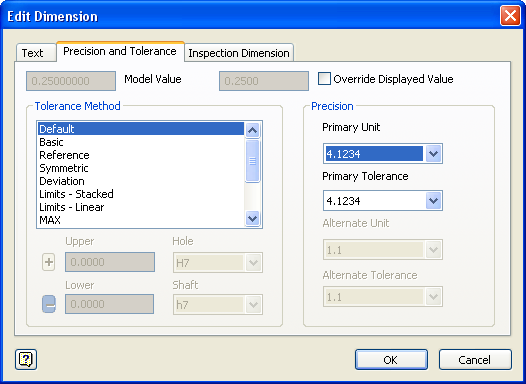 Edit Dimension
Text Precision and Tolerance Inspection Dimension
0.25000000 Model Value 0.2500 Override Displayed Value
Tolerance Method
Default
Basic
Reference
Symmetric
Deviation
Limits - Stacked
Limits - Linear
MAX
Upper Hole
+ 0.0000 H7
Lower Shaft
- 0.0000 h7
Precision
Primary Unit
4.1234
Primary Tolerance
4.1234
Alternate Unit
1.1
Alternate Tolerance
1.1
? OK Cancel